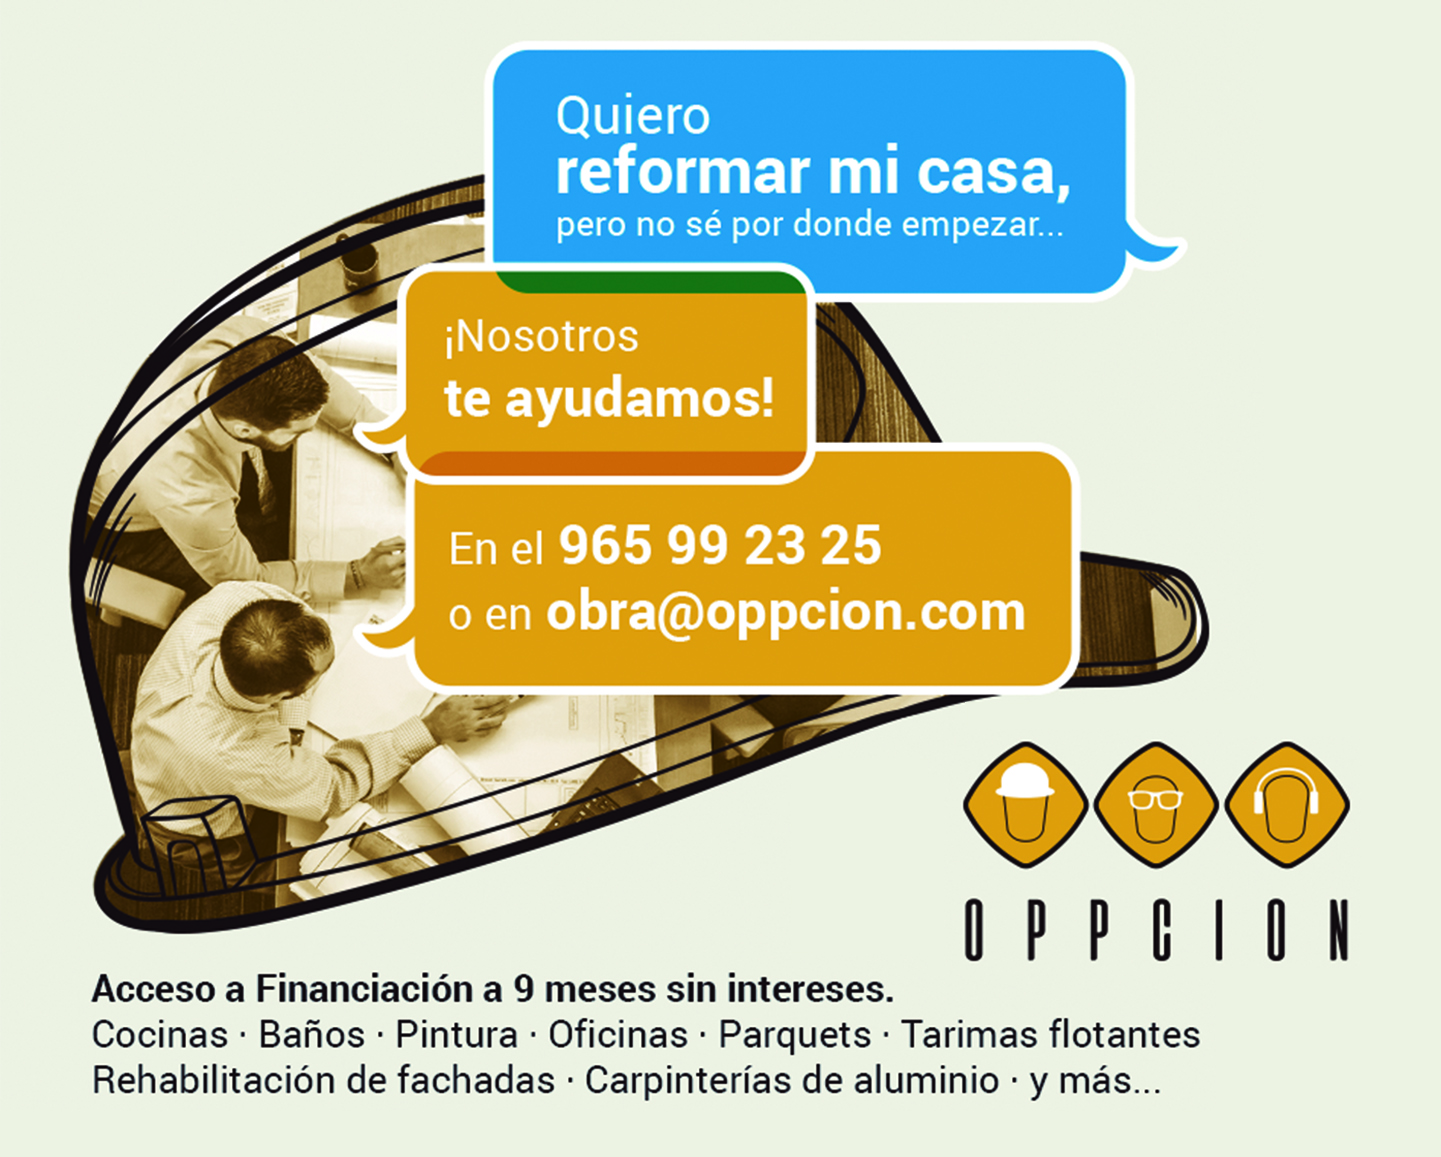 Quiero
reformar mi casa,
pero no sé por donde empezar...
¡Nosotros
te ayudamos!
En el 965 99 23 25
o en obra@oppcion.com
OPPCION
Acceso a Financiación a 9 meses sin intereses.
Cocinas · Baños · Pintura · Oficinas · Parquets · Tarimas flotantes
Rehabilitación de fachadas · Carpinterías de aluminio · y más...